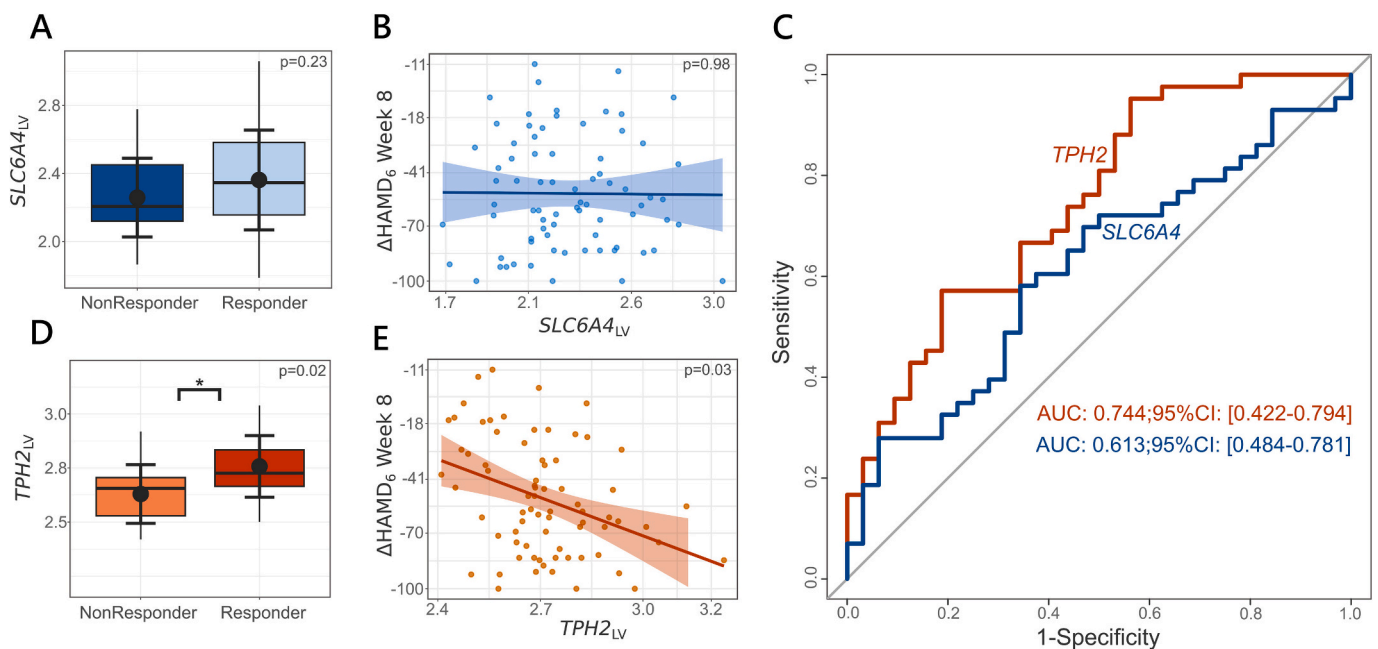 A
p=0.23
SLC6A4LV
2.8
2.4
2.0
NonResponder
Responder
B
p=0.98
ΔHAMD6 Week 8
-11
-18
-41
-70
-100
1.7
2.1
2.6
3.0
SLC6A4LV
C
Sensitivity
1.0
0.8
0.6
0.4
0.2
0.0
TPH2
SLC6A4
AUC: 0.744;95%CI: [0.422-0.794]
AUC: 0.613;95%CI: [0.484-0.781]
0.0
0.2
0.4
0.6
0.8
1.0
1-Specificity
D
p=0.02
*
TPH2LV
3.0
2.8
2.5
NonResponder
Responder
E
p=0.03
ΔHAMD6 Week 8
-11
-18
-41
-70
-100
2.4
2.7
3.0
3.2
TPH2LV